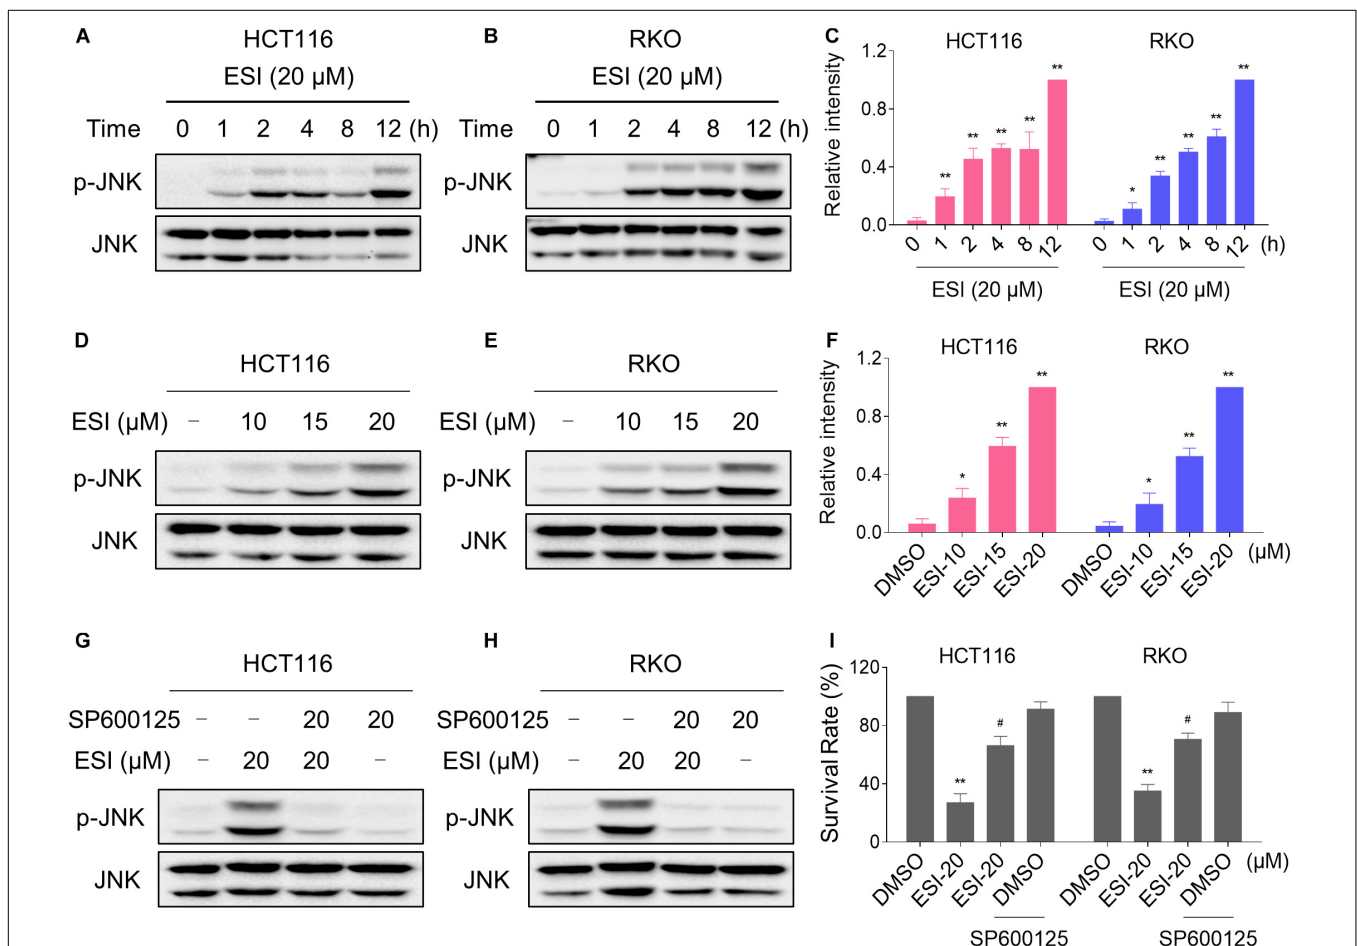 A
HCT116
ESI (20 µM)
Time 0 1 2 4 8 12 (h)
p-JNK
JNK
B
RKO
ESI (20 µM)
Time 0 1 2 4 8 12 (h)
p-JNK
JNK
C
HCT116 RKO
Relative intensity
1.2
0.8
0.4
0.0
** ** ** ** **
* ** ** ** **
0 1 2 4 8 12 0 1 2 4 8 12 (h)
ESI (20 µM) ESI (20 µM)
D
HCT116
ESI (µM) – 10 15 20
p-JNK
JNK
E
RKO
ESI (µM) – 10 15 20
p-JNK
JNK
F
HCT116 RKO
Relative intensity
1.2
0.8
0.4
0.0
* ** **
* ** **
DMSO ESI-10 ESI-15 ESI-20 DMSO ESI-10 ESI-15 ESI-20 (µM)
G
HCT116
SP600125 – – 20 20
ESI (µM) – 20 20 –
p-JNK
JNK
H
RKO
SP600125 – – 20 20
ESI (µM) – 20 20 –
p-JNK
JNK
I
HCT116 RKO
Survival Rate (%)
120
80
40
0
** #
** #
DMSO ESI-20 ESI-20 DMSO DMSO ESI-20 ESI-20 DMSO (µM)
SP600125 SP600125